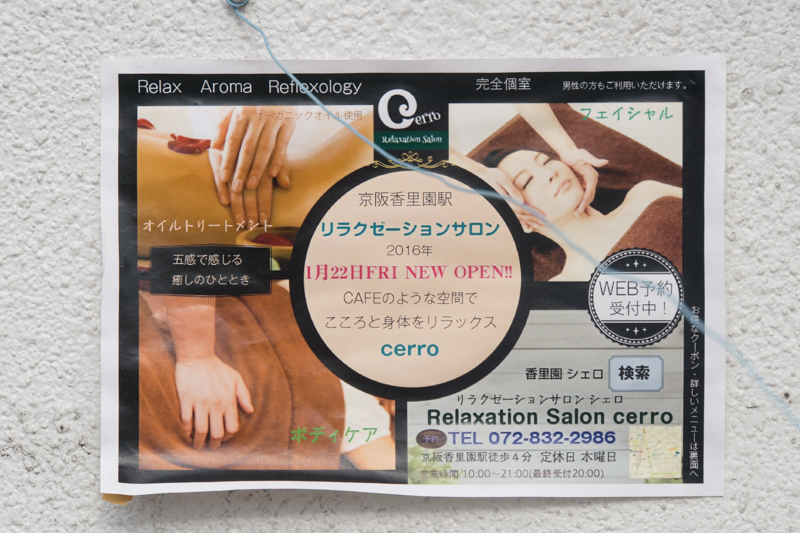 Relax Aroma Reflexology
完全個室
男性の方もご利用いただけます。
Cerro
Relaxation Salon
オーガニックオイル使用
フェイシャル
オイルトリートメント
五感で感じる
癒しのひととき
京阪香里園駅
リラクゼーションサロン
2016年
1月22日FRI NEW OPEN!!
CAFEのような空間で
こころと身体をリラックス
cerro
WEB予約
受付中！
お得なクーポン・詳しいメニューは裏面へ
ボディケア
香里園 シェロ 検索
リラクゼーションサロン シェロ
Relaxation Salon cerro
予約 TEL 072-832-2986
京阪香里園駅徒歩４分 定休日 木曜日
営業時間/10:00～21:00(最終受付20:00)